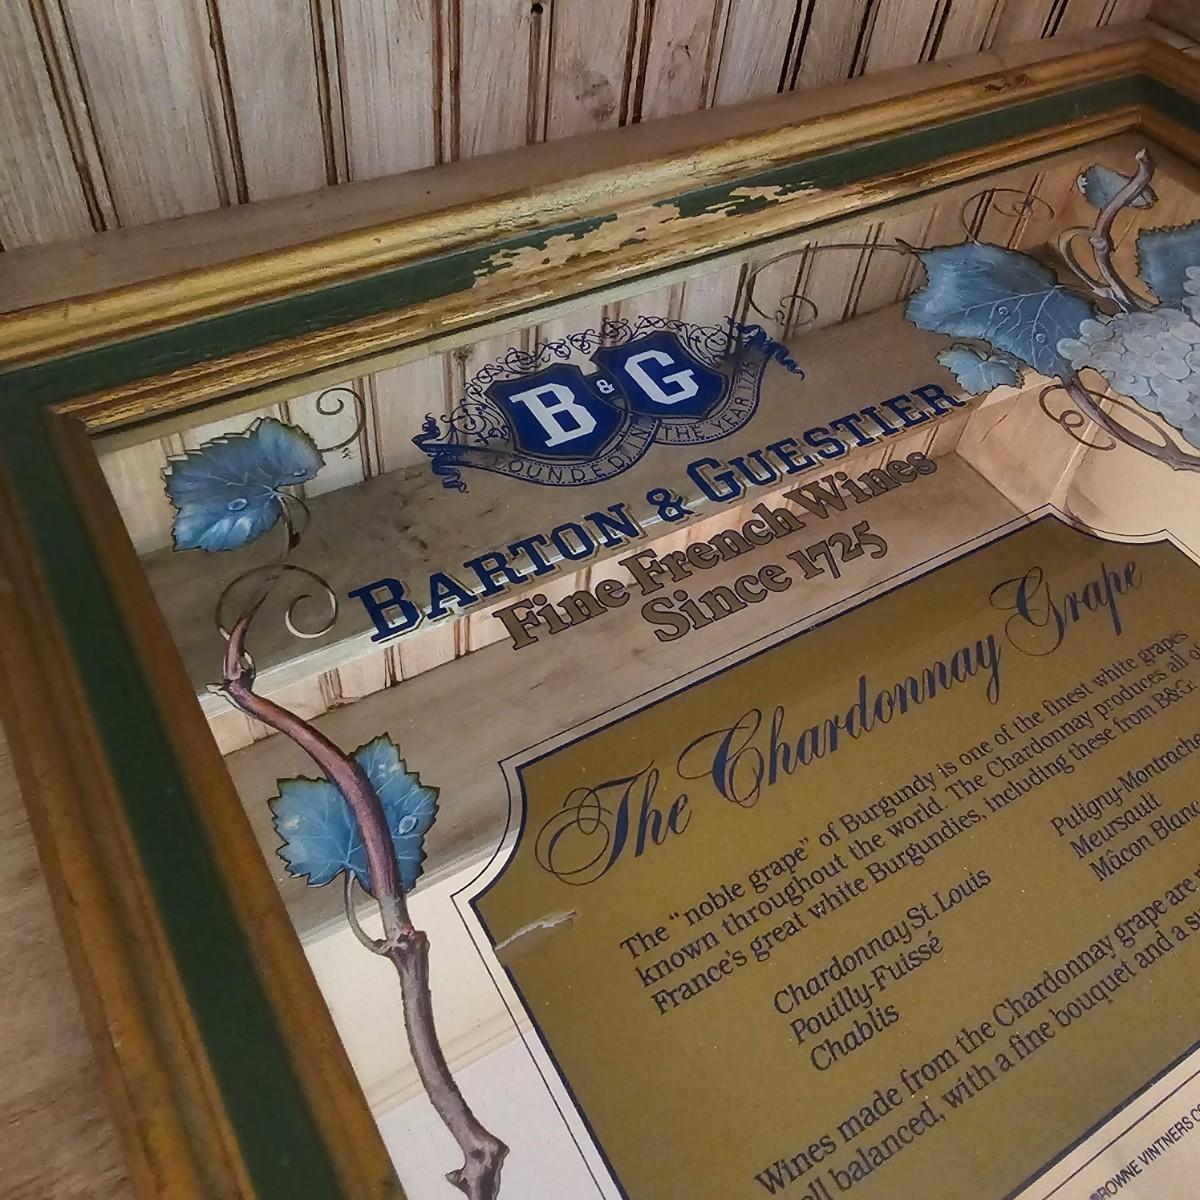 B & G
FOUNDED IN THE YEAR 1725
BARTON & GUESTIER
Fine French Wines
Since 1725
The Chardonnay Grape
The "noble grape" of Burgundy is one of the finest white grapes
known throughout the world. The Chardonnay produces all of
France's great white Burgundies, including these from B&G:
Chardonnay St. Louis
Pouilly-Fuissé
Chablis
Puligny-Montrache
Meursault
Mâcon Blanc
Wines made from the Chardonnay grape are
balanced, with a fine bouquet and a
VINTNERS